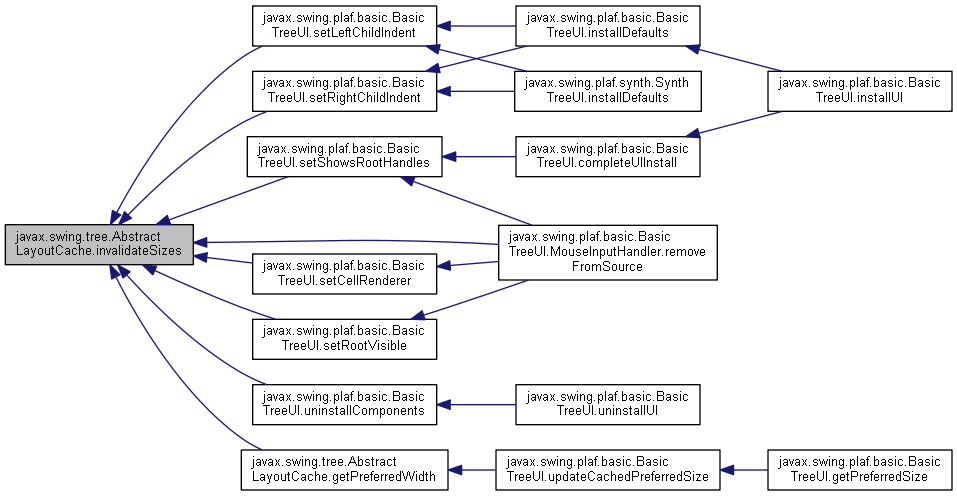 javax.swing.plaf.basic.Basic
TreeUI.setLeftChildIndent
javax.swing.plaf.basic.Basic
TreeUI.installDefaults
javax.swing.plaf.basic.Basic
TreeUI.setRightChildIndent
javax.swing.plaf.synth.Synth
TreeUI.installDefaults
javax.swing.plaf.basic.Basic
TreeUI.installUI
javax.swing.plaf.basic.Basic
TreeUI.setShowsRootHandles
javax.swing.plaf.basic.Basic
TreeUI.completeUIInstall
javax.swing.tree.Abstract
LayoutCache.invalidateSizes
javax.swing.plaf.basic.Basic
TreeUI.MouseInputHandler.remove
FromSource
javax.swing.plaf.basic.Basic
TreeUI.setCellRenderer
javax.swing.plaf.basic.Basic
TreeUI.setRootVisible
javax.swing.plaf.basic.Basic
TreeUI.uninstallComponents
javax.swing.plaf.basic.Basic
TreeUI.uninstallUI
javax.swing.tree.Abstract
LayoutCache.getPreferredWidth
javax.swing.plaf.basic.Basic
TreeUI.updateCachedPreferredSize
javax.swing.plaf.basic.Basic
TreeUI.getPreferredSize